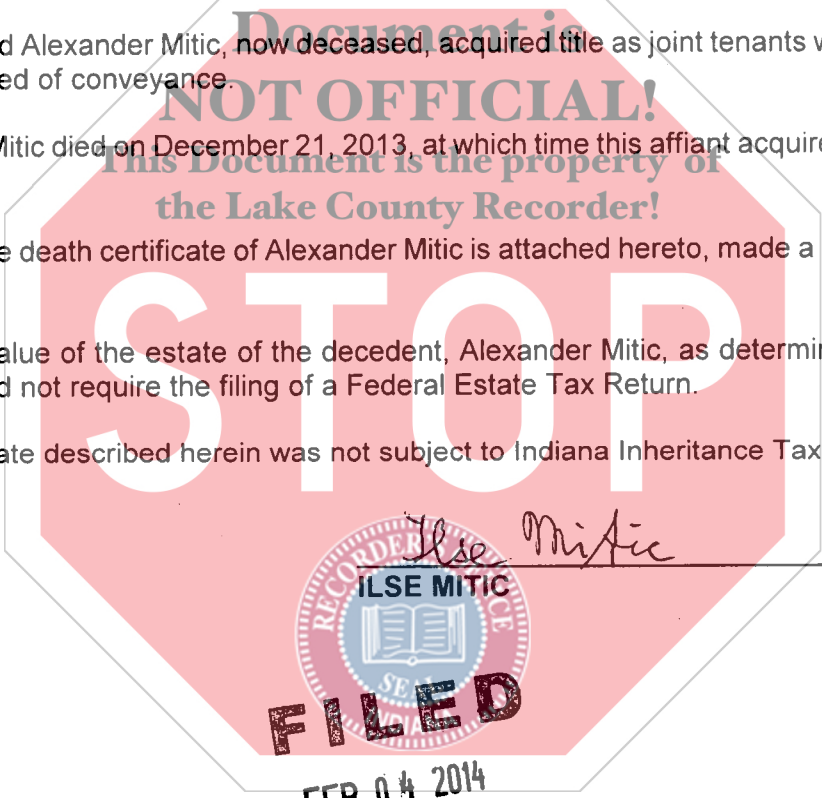 Document is
d Alexander Mitic, now deceased, acquired title as joint tenants
ed of conveyance.
NOT OFFICIAL!
Mitic died on December 21, 2013, at which time this affiant acquire
This Document is the property of
the Lake County Recorder!
e death certificate of Alexander Mitic is attached hereto, made a
STOP
alue of the estate of the decedent, Alexander Mitic, as determi
d not require the filing of a Federal Estate Tax Return.
ate described herein was not subject to Indiana Inheritance Tax
Ilse Mitic
ILSE MITIC
RECORDER'S OFFICE
SEAL
INDIANA
FILED
FEB 04 2014